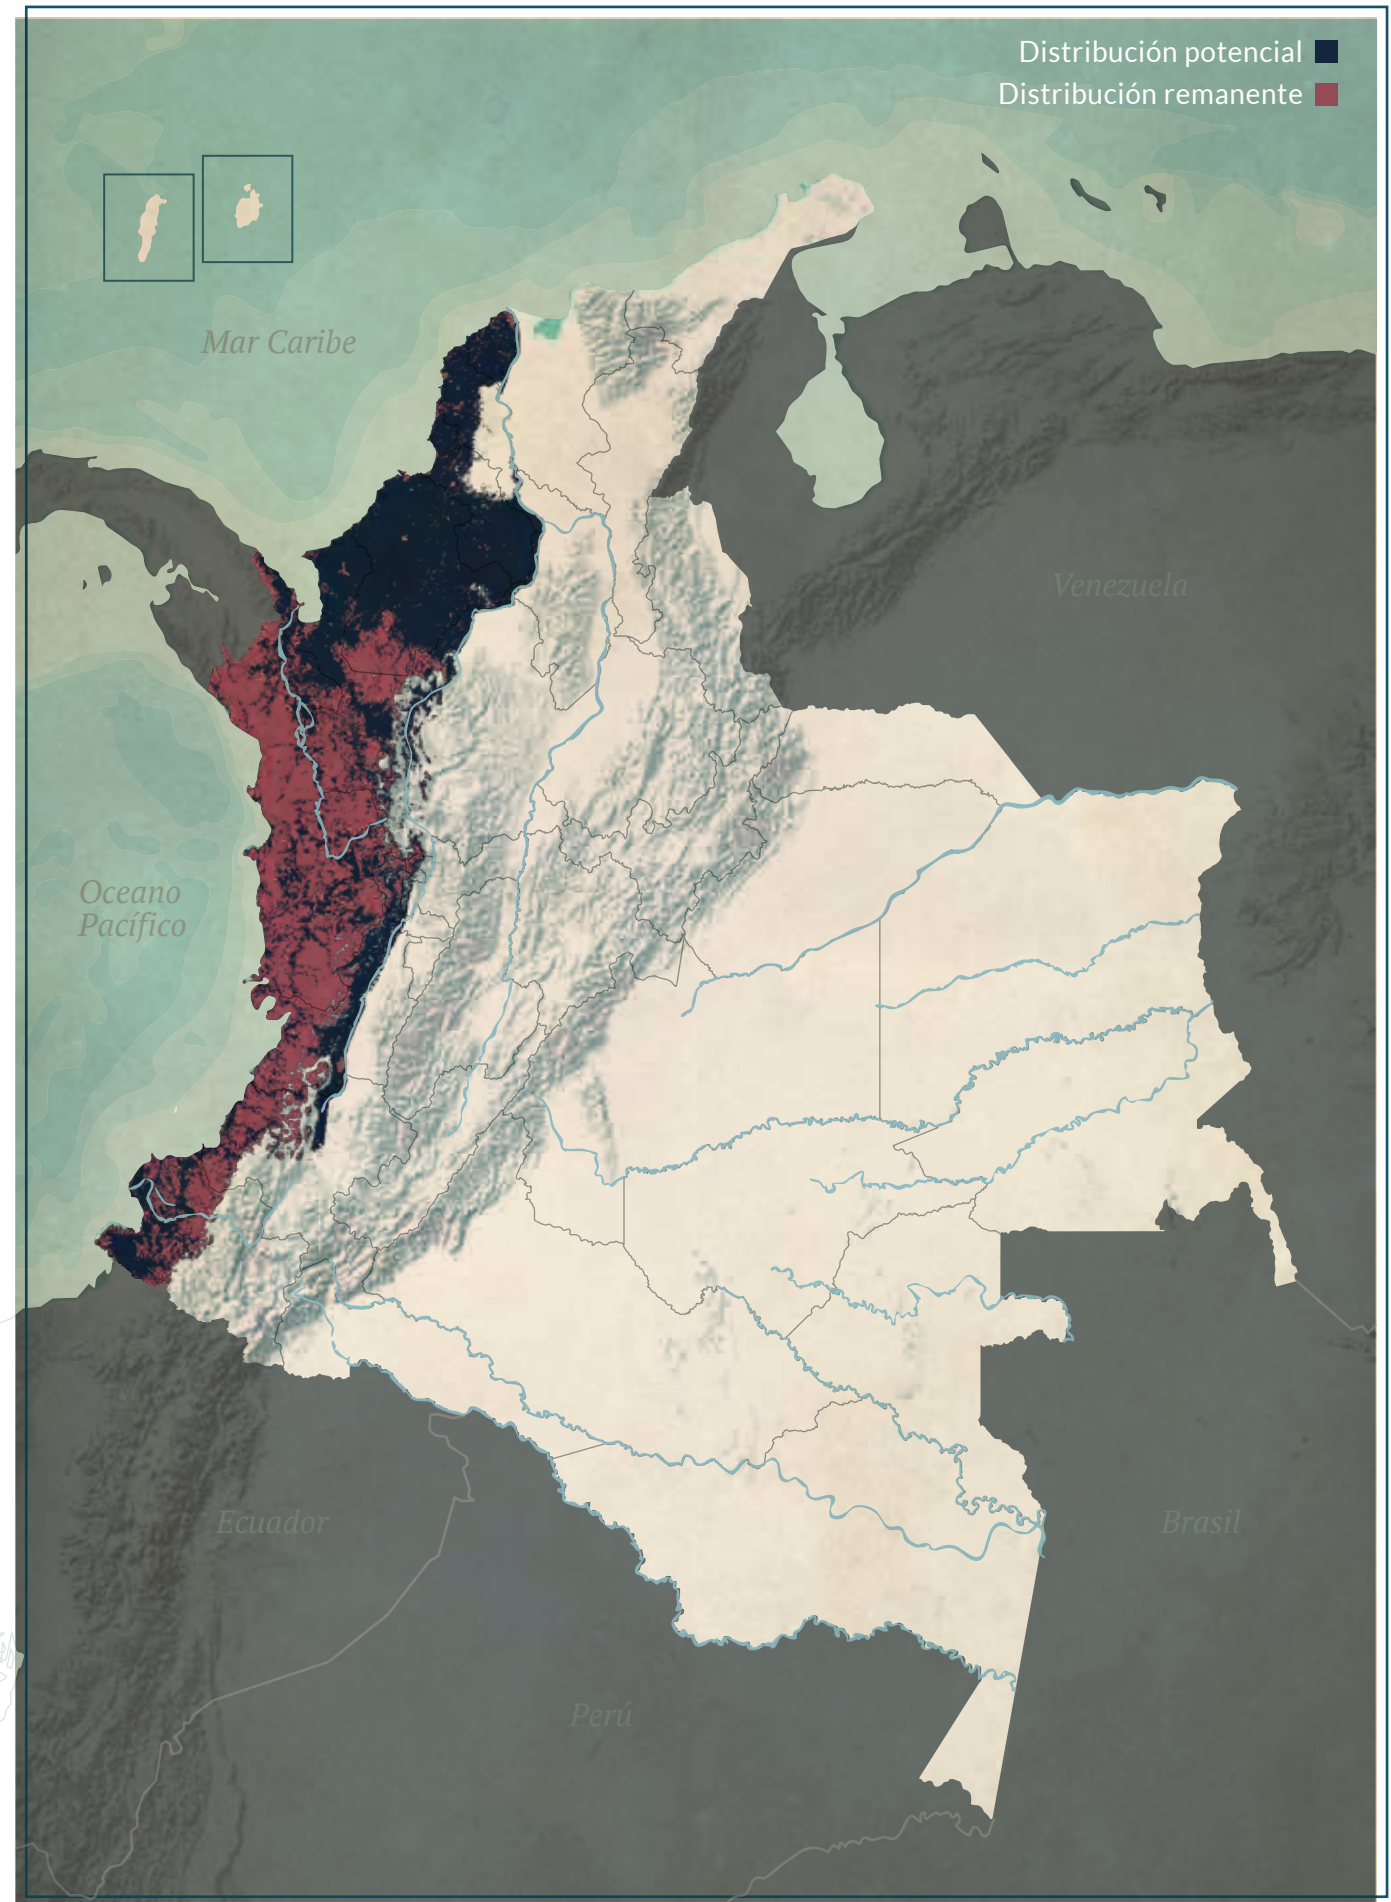 Distribución potencial
Distribución remanente
Mar Caribe
Venezuela
Oceano
Pacífico
Ecuador
Brasil
Perú